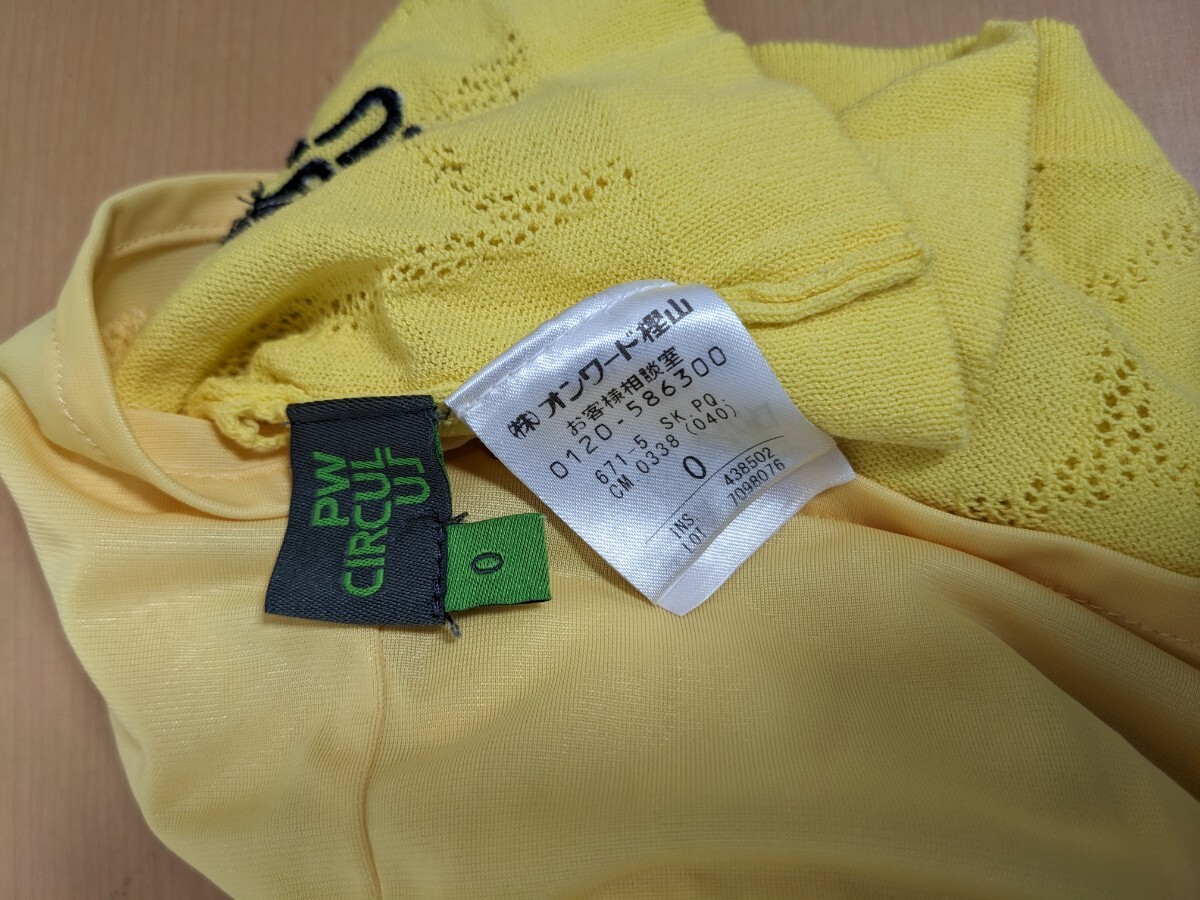 PW
CIRCUL
US
0
(株)オンワード樫山
お客様相談室
0120-586300
671-5 SK PQ
CM 0338 (040)
0
INS 438502
LOT 7098076